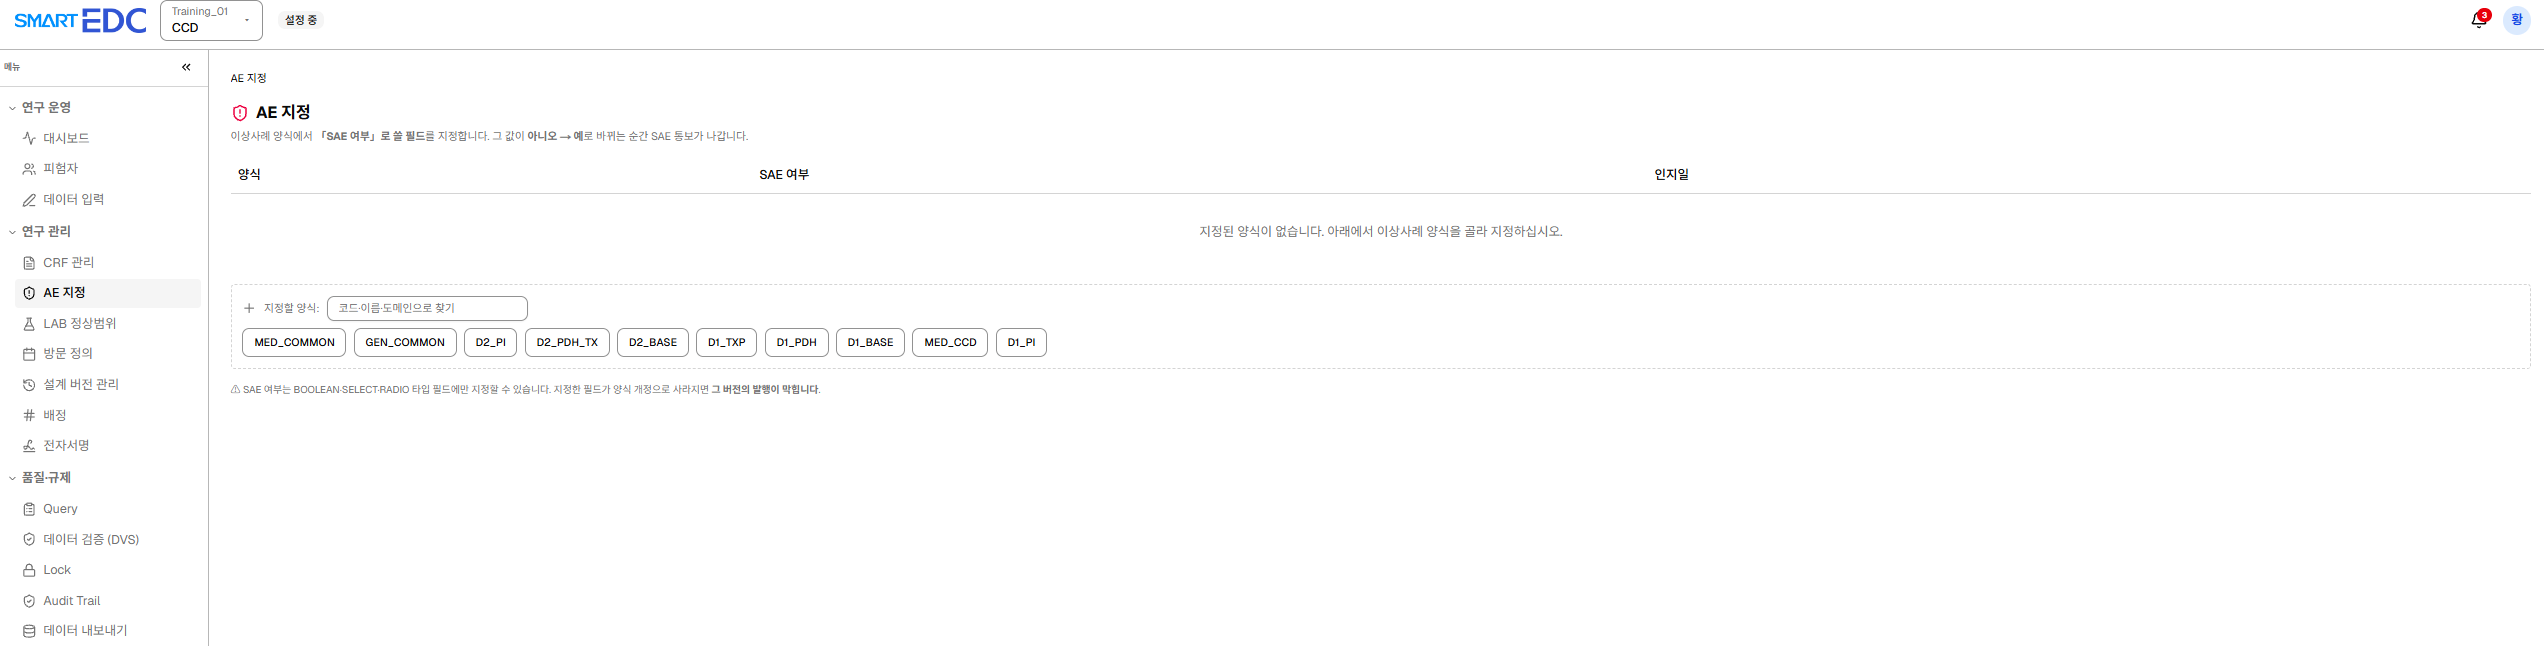 SMART EDC
Training_01
CCD
설정 중
3
황
메뉴
연구 운영
대시보드
피험자
데이터 입력
연구 관리
CRF 관리
AE 지정
LAB 정상범위
방문 정의
설계 버전 관리
배정
전자서명
품질·규제
Query
데이터 검증 (DVS)
Lock
Audit Trail
데이터 내보내기
AE 지정
AE 지정
이상사례 양식에서 「SAE 여부」로 쓸 필드를 지정합니다. 그 값이 아니오 → 예로 바뀌는 순간 SAE 통보가 나갑니다.
양식 SAE 여부 인지일
지정된 양식이 없습니다. 아래에서 이상사례 양식을 골라 지정하십시오.
지정할 양식: 코드·이름·도메인으로 찾기
MED_COMMON GEN_COMMON D2_PI D2_PDH_TX D2_BASE D1_TXP D1_PDH D1_BASE MED_CCD D1_PI
⚠ SAE 여부는 BOOLEAN·SELECT·RADIO 타입 필드에만 지정할 수 있습니다. 지정한 필드가 양식 개정으로 사라지면 그 버전의 발행이 막힙니다.